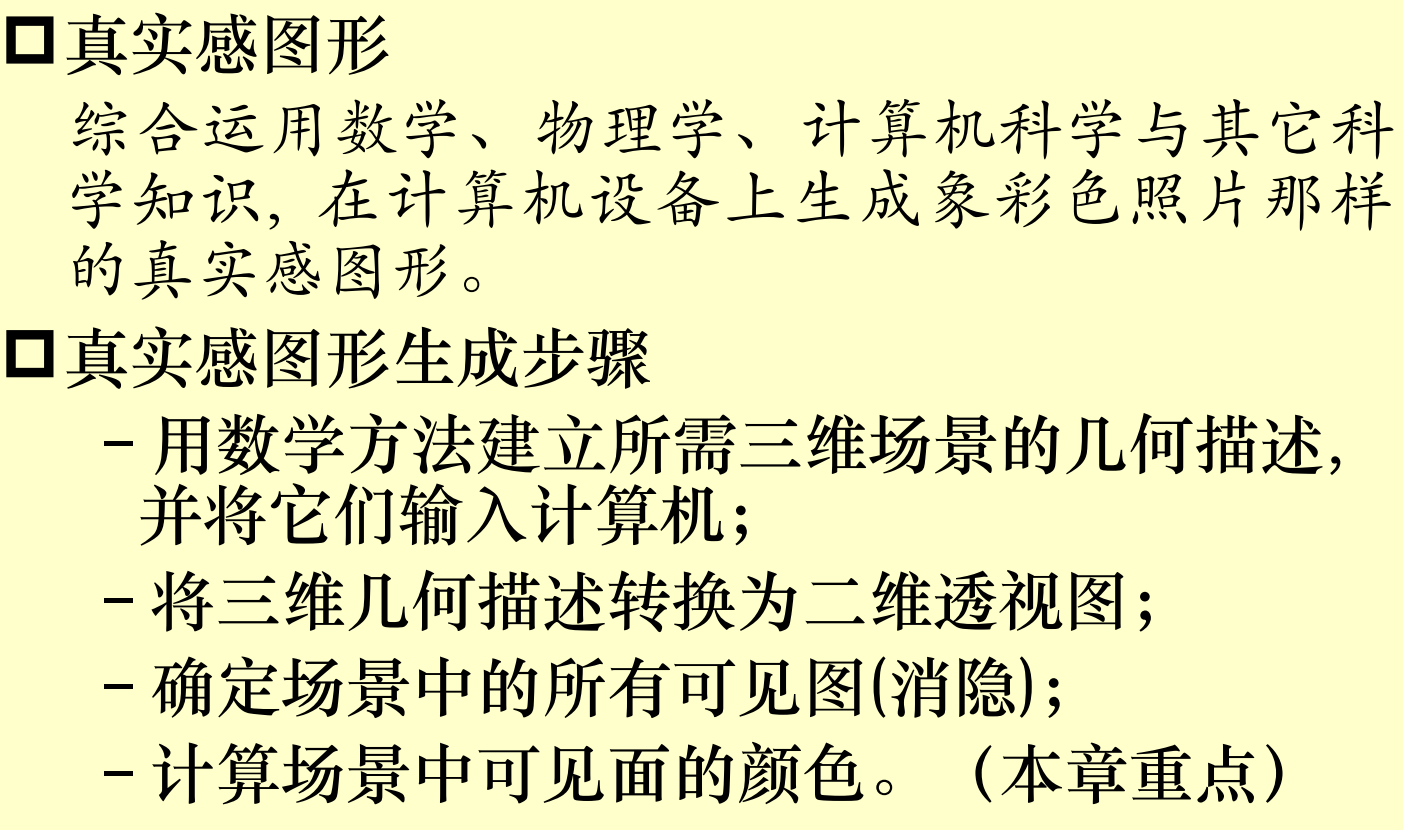 真实感图形
综合运用数学、物理学、计算机科学与其它科
学知识, 在计算机设备上生成象彩色照片那样
的真实感图形。
真实感图形生成步骤
– 用数学方法建立所需三维场景的几何描述,
并将它们输入计算机;
– 将三维几何描述转换为二维透视图;
– 确定场景中的所有可见图(消隐);
– 计算场景中可见面的颜色。（本章重点）